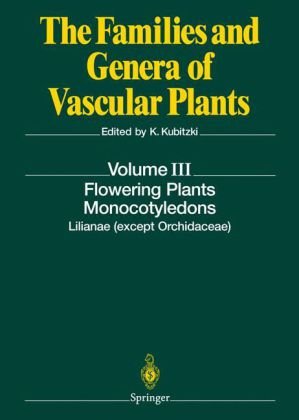 The Families and
Genera of
Vascular Plants
Edited by K. Kubitzki
Volume III
Flowering Plants
Monocotyledons
Lilianae (except Orchidaceae)
Springer